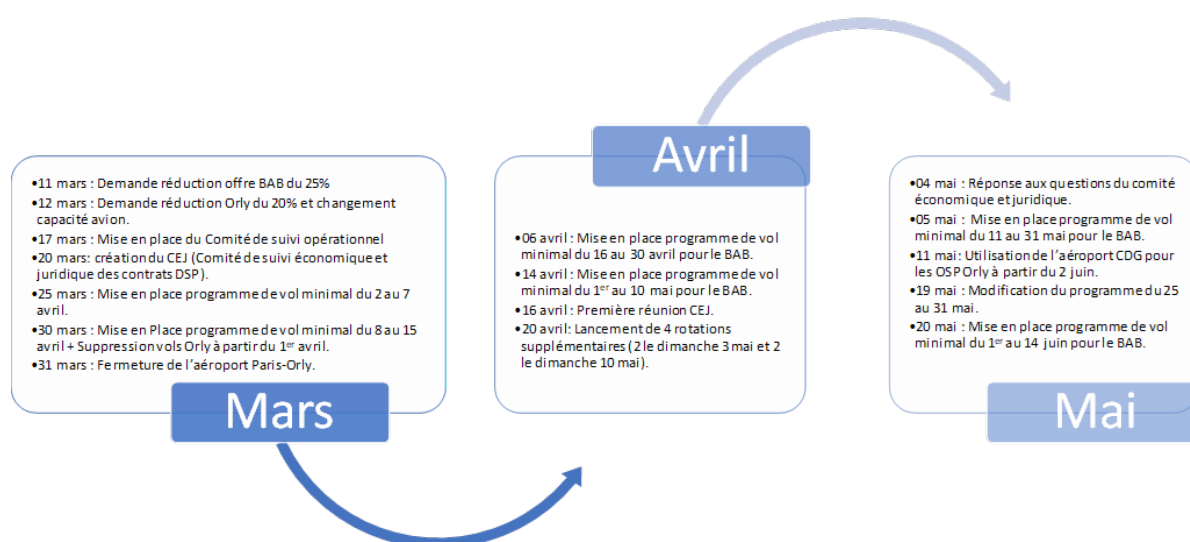 •11 mars : Demande réduction offre BAB du 25%
•12 mars : Demande réduction Orly du 20% et changement
capacité avion.
•17 mars : Mise en place du Comité de suivi opérationnel
•20 mars: création du CEJ (Comité de suivi économique et
juridique des contrats DSP).
•25 mars : Mise en place programme de vol minimal du 2 au 7
avril.
•30 mars : Mise en Place programme de vol minimal du 8 au 15
avril + Suppression vols Orly à partir du 1er avril.
•31 mars : Fermeture de l’aéroport Paris-Orly.
Mars
Avril
•06 avril : Mise en place programme de vol
minimal du 16 au 30 avril pour le BAB.
•14 avril : Mise en place programme de vol
minimal du 1er au 10 mai pour le BAB.
•16 avril : Première réunion CEJ.
•20 avril: Lancement de 4 rotations
supplémentaires (2 le dimanche 3 mai et 2
le dimanche 10 mai).
•04 mai : Réponse aux questions du comité
économique et juridique.
•05 mai : Mise en place programme de vol
minimal du 11 au 31 mai pour le BAB.
•11 mai: Utilisation de l’aéroport CDG pour
les OSP Orly à partir du 2 juin.
•19 mai : Modification du programme du 25
au 31 mai.
•20 mai : Mise en place programme de vol
minimal du 1er au 14 juin pour le BAB.
Mai